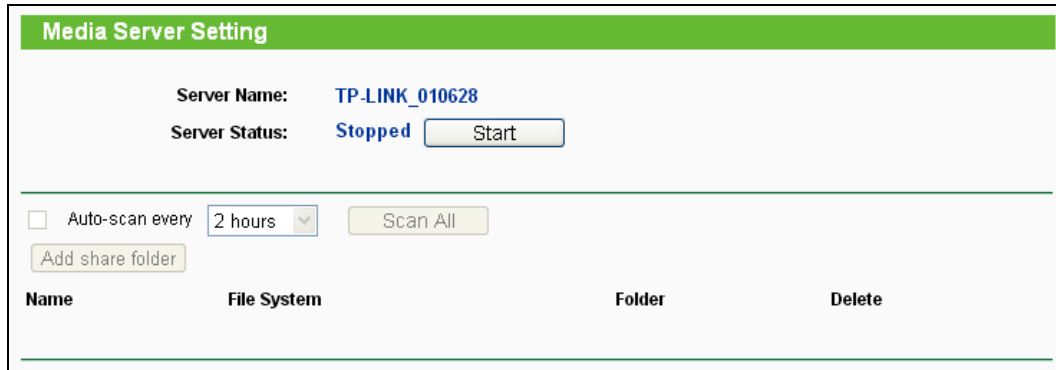 Media Server Setting
Server Name: TP-LINK_010628
Server Status: Stopped Start
Auto-scan every 2 hours Scan All
Add share folder
Name File System Folder Delete